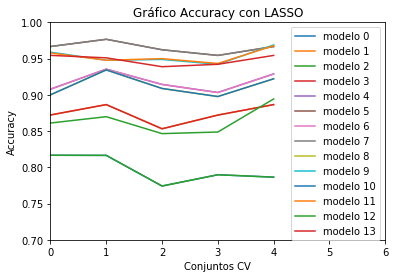 Gráfico Accuracy con LASSO
Accuracy
1.00
0.95
0.90
0.85
0.80
0.75
0.70
0
1
2
3
4
5
6
Conjuntos CV
modelo 0
modelo 1
modelo 2
modelo 3
modelo 4
modelo 5
modelo 6
modelo 7
modelo 8
modelo 9
modelo 10
modelo 11
modelo 12
modelo 13